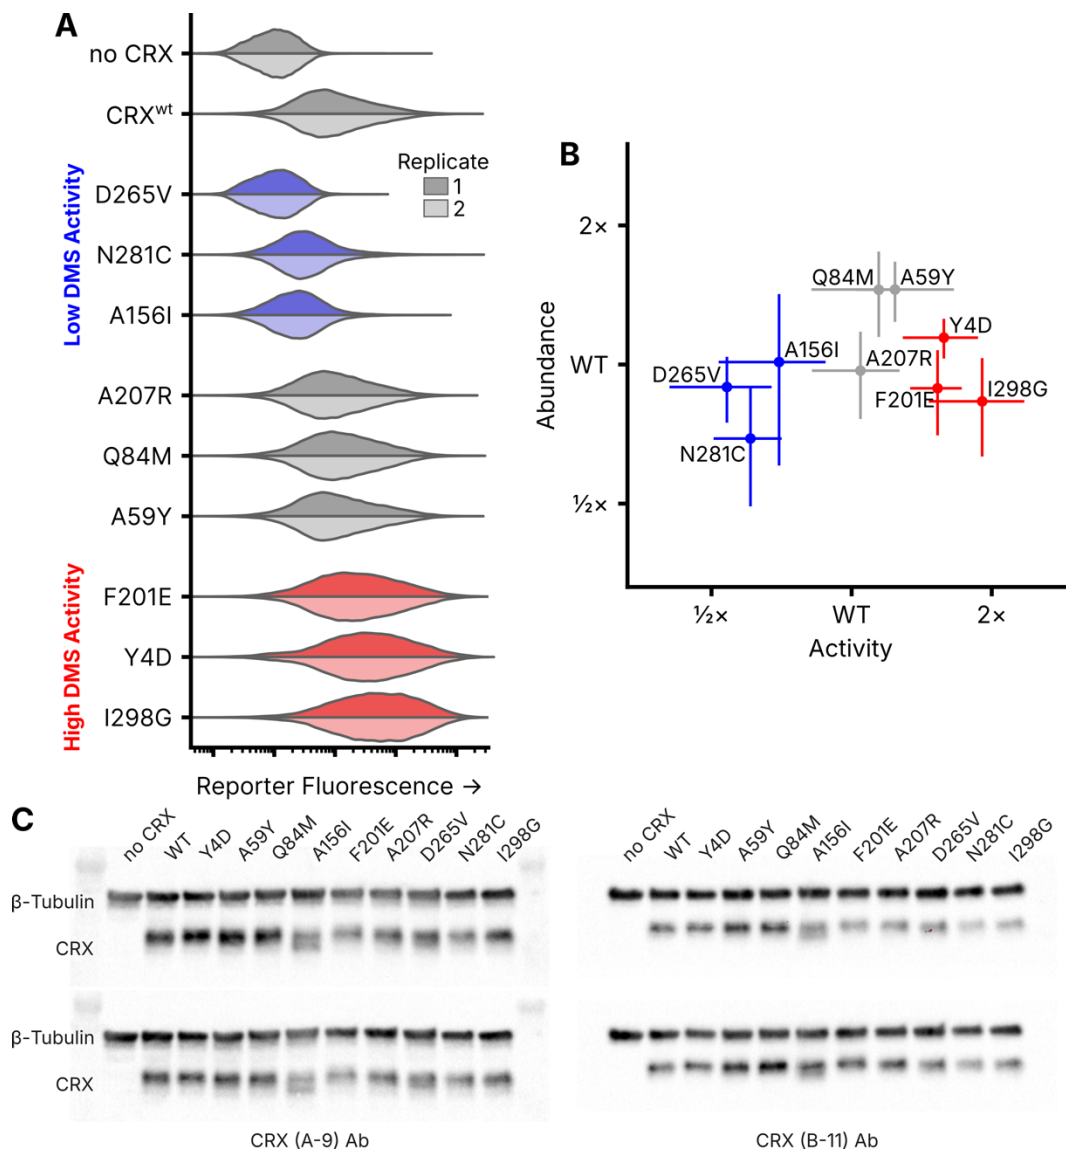 A
no CRX
CRXwt
Replicate
1
2
Low DMS Activity
D265V
N281C
A156I
A207R
Q84M
A59Y
High DMS Activity
F201E
Y4D
I298G
Reporter Fluorescence →
B
Abundance
2×
WT
½×
Q84M
A59Y
Y4D
A156I
A207R
D265V
F201E
I298G
N281C
½×
WT
2×
Activity
C
no CRX WT Y4D A59Y Q84M A156I F201E A207R D265V N281C I298G
no CRX WT Y4D A59Y Q84M A156I F201E A207R D265V N281C I298G
β-Tubulin
CRX
β-Tubulin
CRX
CRX (A-9) Ab
CRX (B-11) Ab